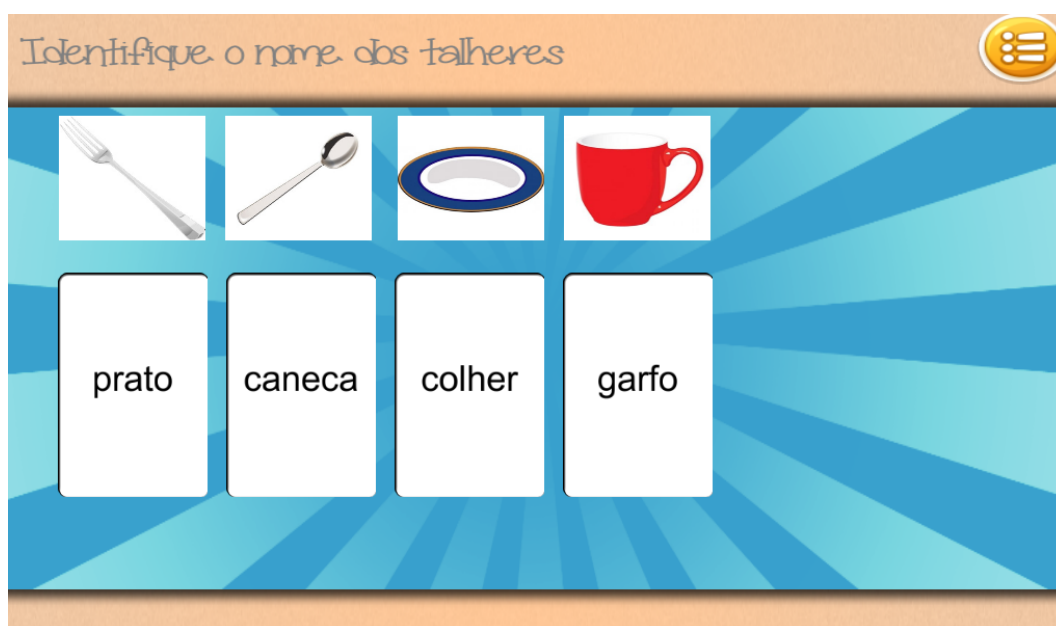 Identifique o nome dos talheres
prato
caneca
colher
garfo